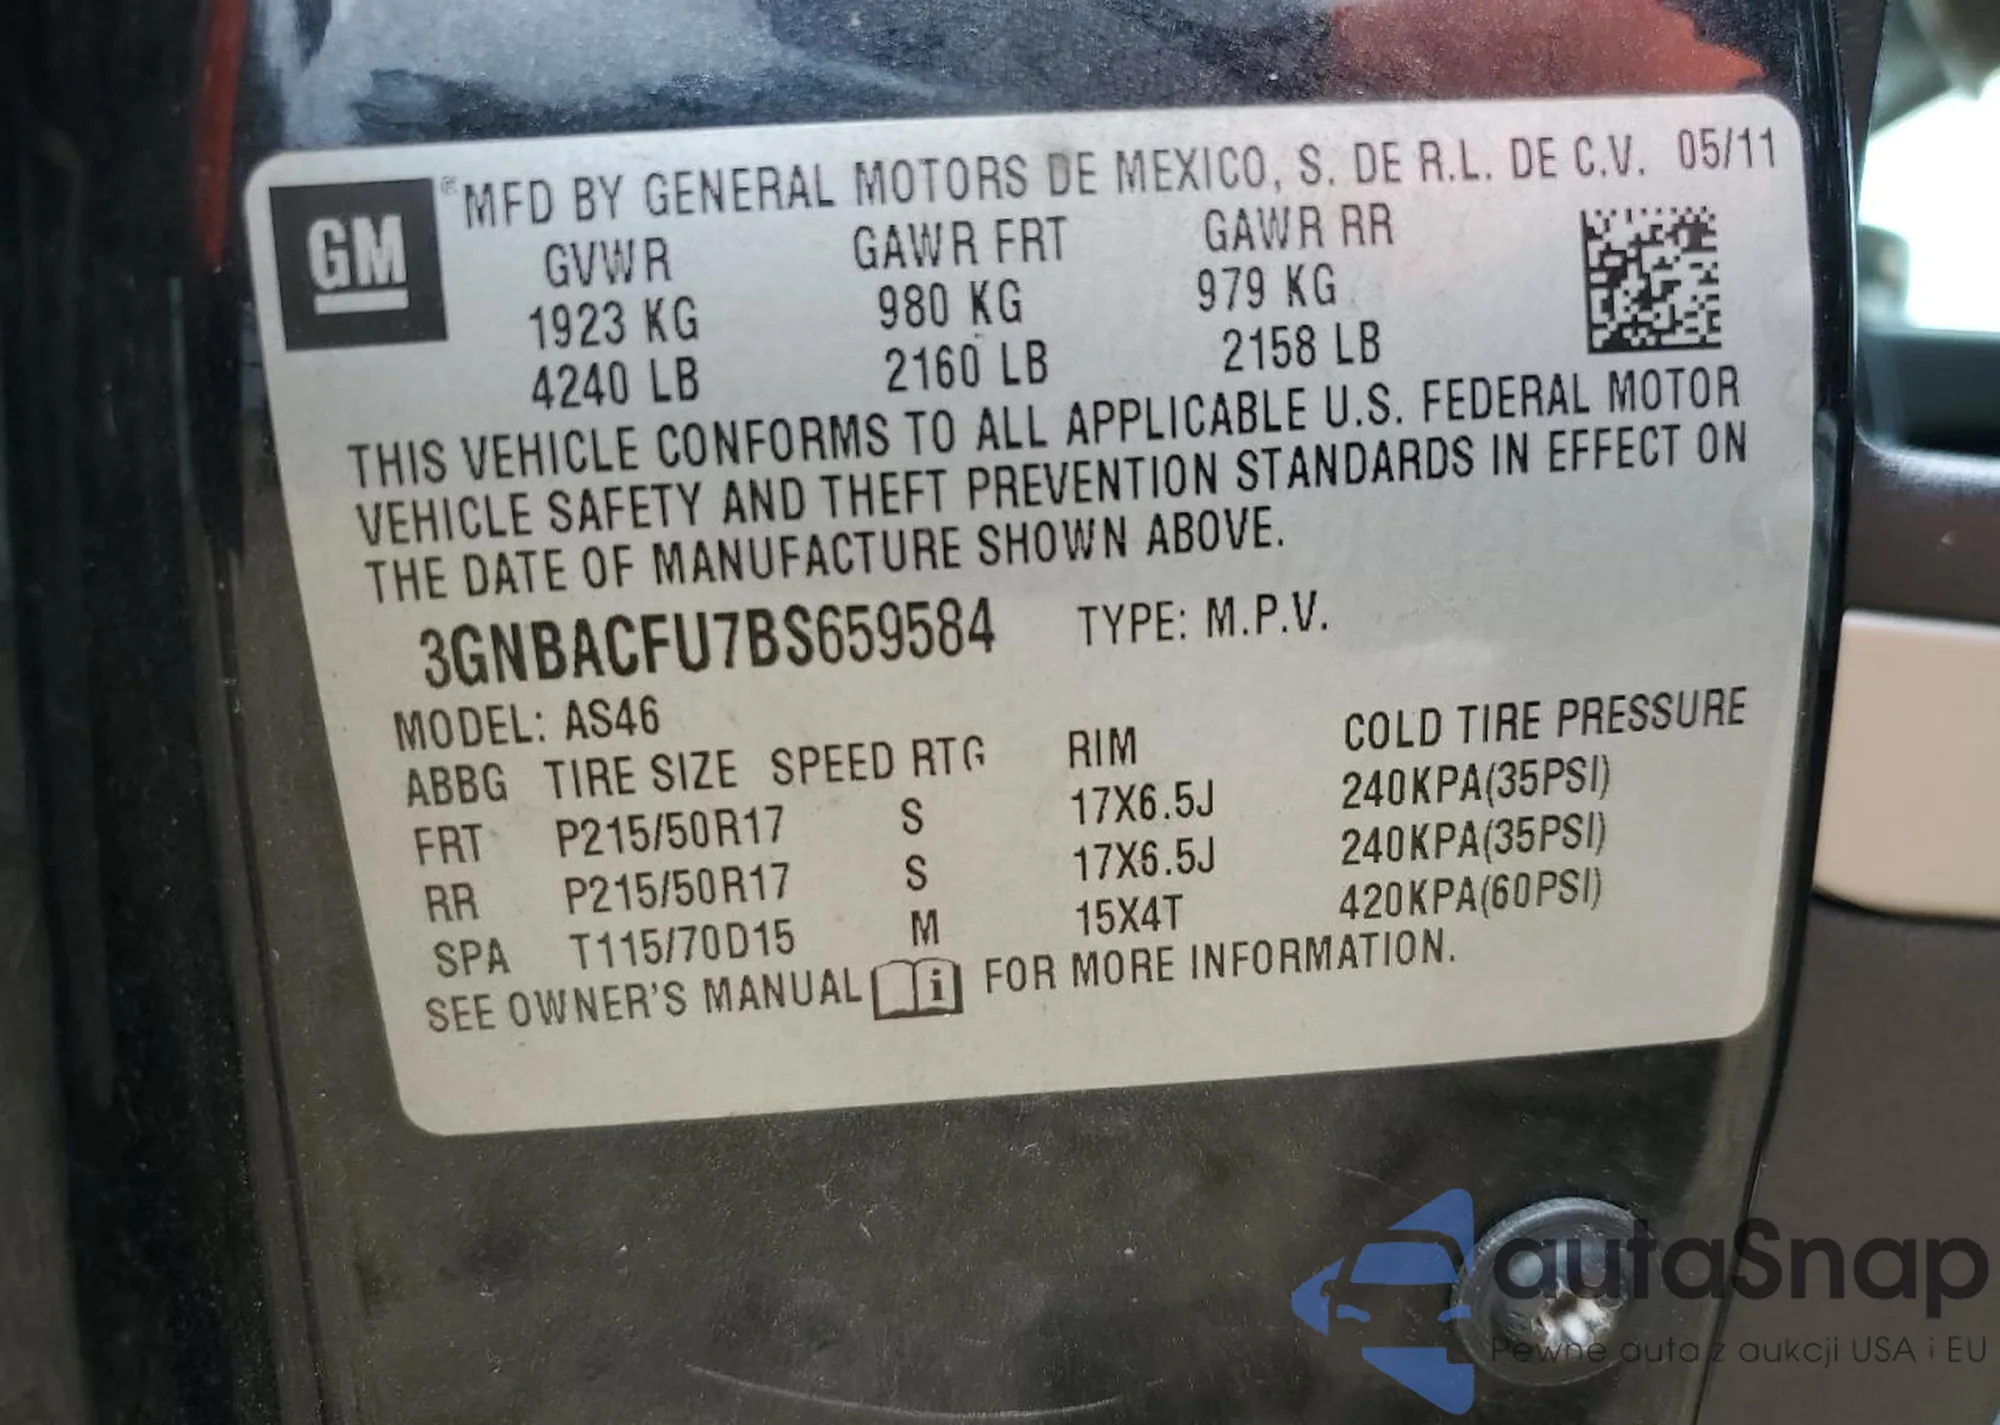 GM ® MFD BY GENERAL MOTORS DE MEXICO, S. DE R.L. DE C.V. 05/11
GVWR GAWR FRT GAWR RR
1923 KG 980 KG 979 KG
4240 LB 2160 LB 2158 LB
THIS VEHICLE CONFORMS TO ALL APPLICABLE U.S. FEDERAL MOTOR
VEHICLE SAFETY AND THEFT PREVENTION STANDARDS IN EFFECT ON
THE DATE OF MANUFACTURE SHOWN ABOVE.
3GNBACFU7BS659584 TYPE: M.P.V.
MODEL: AS46
ABBG TIRE SIZE SPEED RTG RIM COLD TIRE PRESSURE
FRT P215/50R17 S 17X6.5J 240KPA(35PSI)
RR P215/50R17 S 17X6.5J 240KPA(35PSI)
SPA T115/70D15 M 15X4T 420KPA(60PSI)
SEE OWNER'S MANUAL i FOR MORE INFORMATION.
autaSnap
Pewne auta z aukcji USA i EU